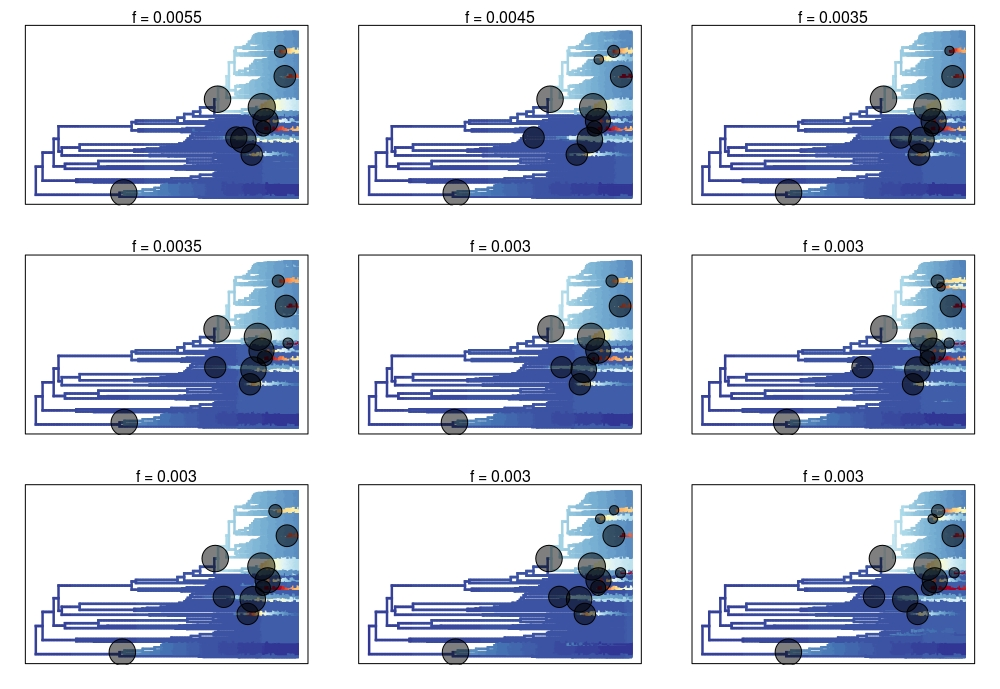 f = 0.0055
f = 0.0045
f = 0.0035
f = 0.0035
f = 0.003
f = 0.003
f = 0.003
f = 0.003
f = 0.003